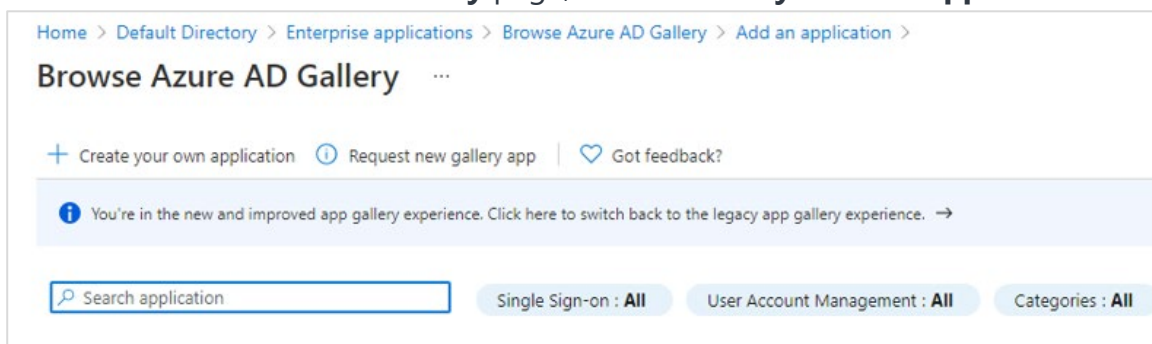 Home > Default Directory > Enterprise applications > Browse Azure AD Gallery > Add an application >
Browse Azure AD Gallery ...
+ Create your own application Request new gallery app Got feedback?
You're in the new and improved app gallery experience. Click here to switch back to the legacy app gallery experience. →
Search application Single Sign-on : All User Account Management : All Categories : All